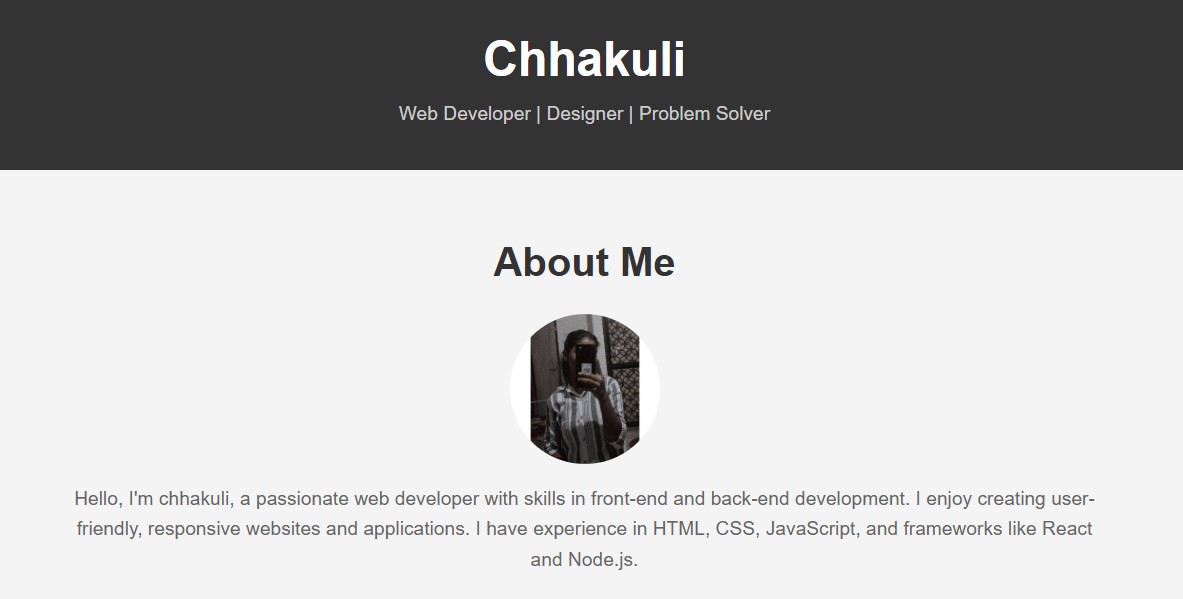 Chhakuli
Web Developer | Designer | Problem Solver
About Me
Hello, I'm chhakuli, a passionate web developer with skills in front-end and back-end development. I enjoy creating user-
friendly, responsive websites and applications. I have experience in HTML, CSS, JavaScript, and frameworks like React
and Node.js.